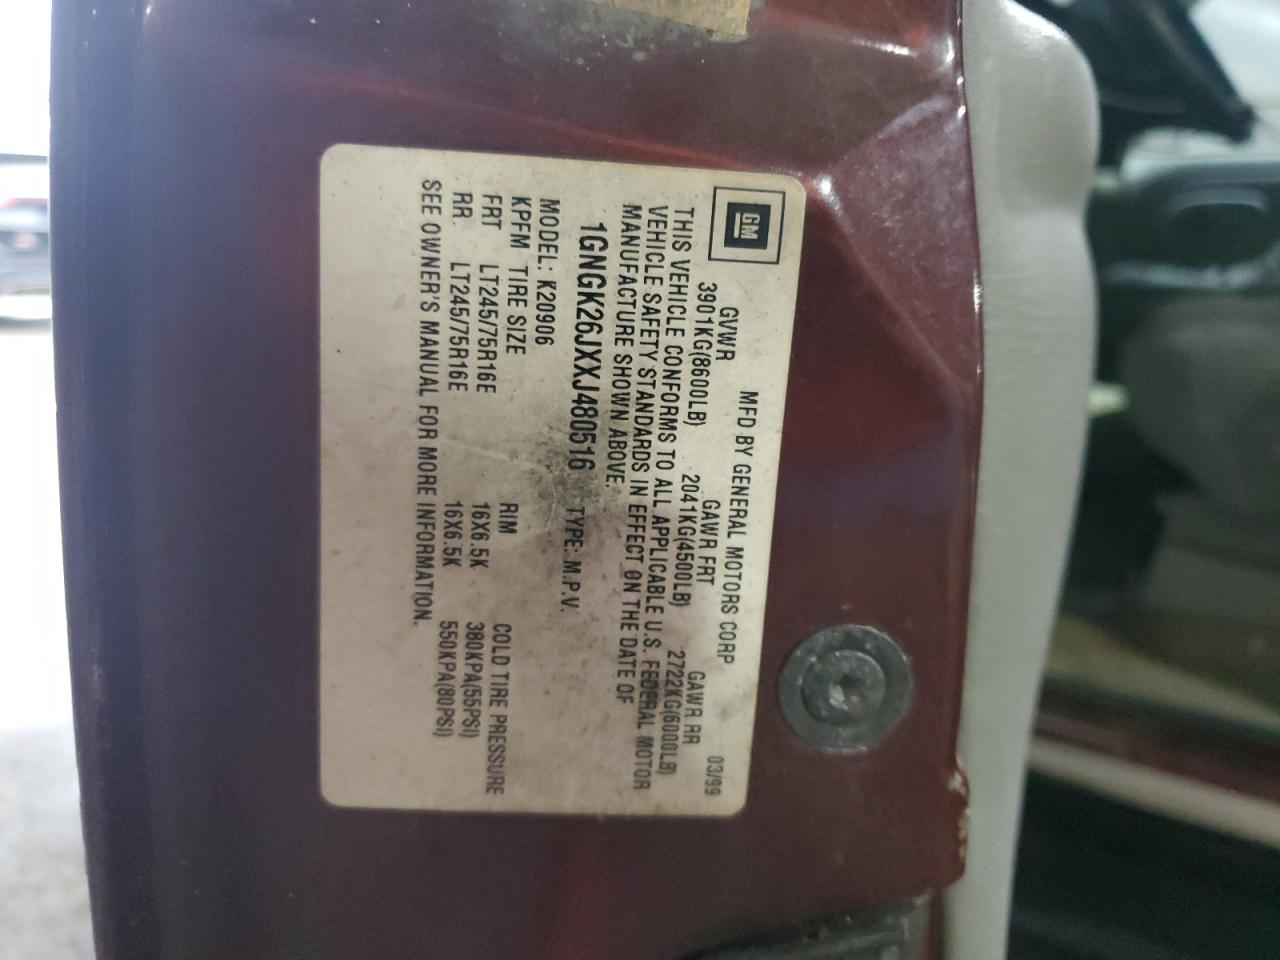 GM
MFD BY GENERAL MOTORS CORP 03/99
GVWR GAWR FRT GAWR RR
3901KG(8600LB) 2041KG(4500LB) 2722KG(6000LB)
THIS VEHICLE CONFORMS TO ALL APPLICABLE U.S. FEDERAL MOTOR
VEHICLE SAFETY STANDARDS IN EFFECT ON THE DATE OF
MANUFACTURE SHOWN ABOVE.
1GNGK26JXXJ480516 TYPE: M.P.V.
MODEL: K20906
KPFM TIRE SIZE RIM COLD TIRE PRESSURE
FRT LT245/75R16E 16X6.5K 380KPA(55PSI)
RR LT245/75R16E 16X6.5K 550KPA(80PSI)
SEE OWNER'S MANUAL FOR MORE INFORMATION.